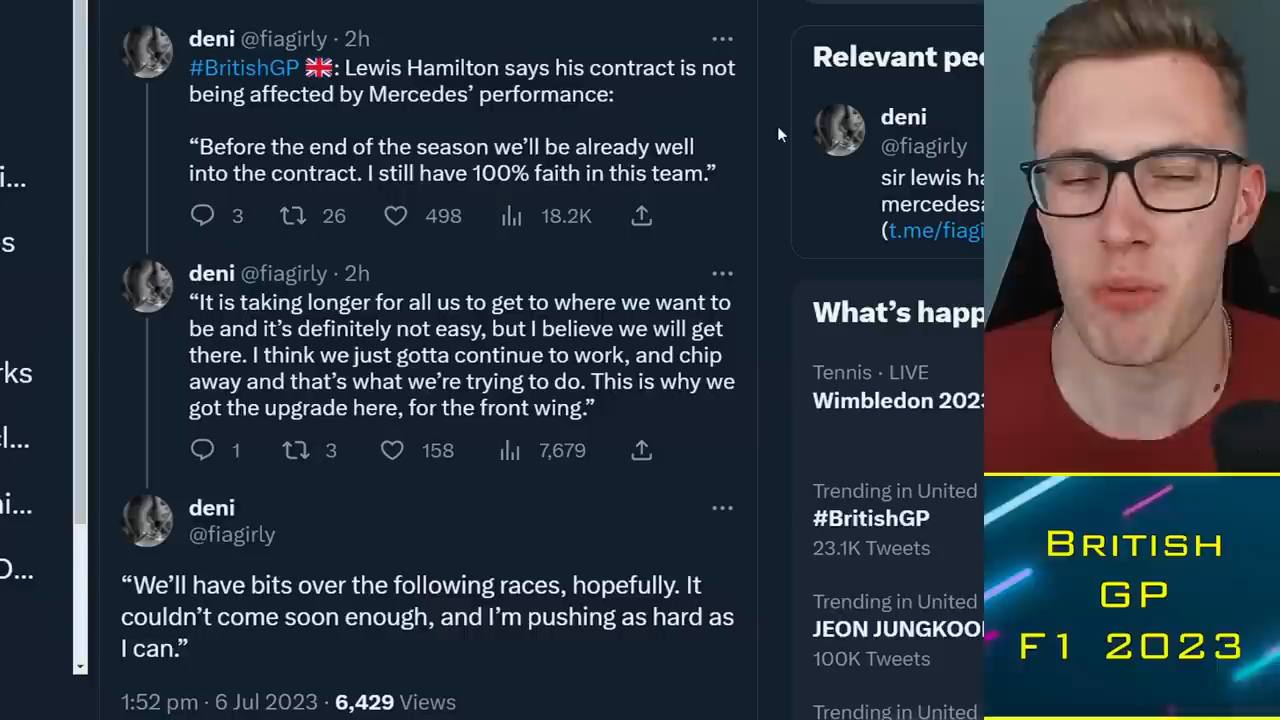 deni @fiagirly · 2h
#BritishGP 🇬🇧: Lewis Hamilton says his contract is not
being affected by Mercedes’ performance:
“Before the end of the season we’ll be already well
into the contract. I still have 100% faith in this team.”
3 26 498 18.2K
deni @fiagirly · 2h
“It is taking longer for all us to get to where we want to
be and it’s definitely not easy, but I believe we will get
there. I think we just gotta continue to work, and chip
away and that’s what we’re trying to do. This is why we
got the upgrade here, for the front wing.”
1 3 158 7,679
deni
@fiagirly
“We’ll have bits over the following races, hopefully. It
couldn’t come soon enough, and I’m pushing as hard as
I can.”
1:52 pm · 6 Jul 2023 · 6,429 Views
i...
s
rks
cl...
ni...
D...
Relevant pe
deni
@fiagirly
sir lewis ha
mercedesa
(t.me/fiagi
What’s happ
Tennis · LIVE
Wimbledon 202
Trending in United
#BritishGP
23.1K Tweets
Trending in United
JEON JUNGKOO
100K Tweets
Trending in United
BRITISH
GP
F1 2023